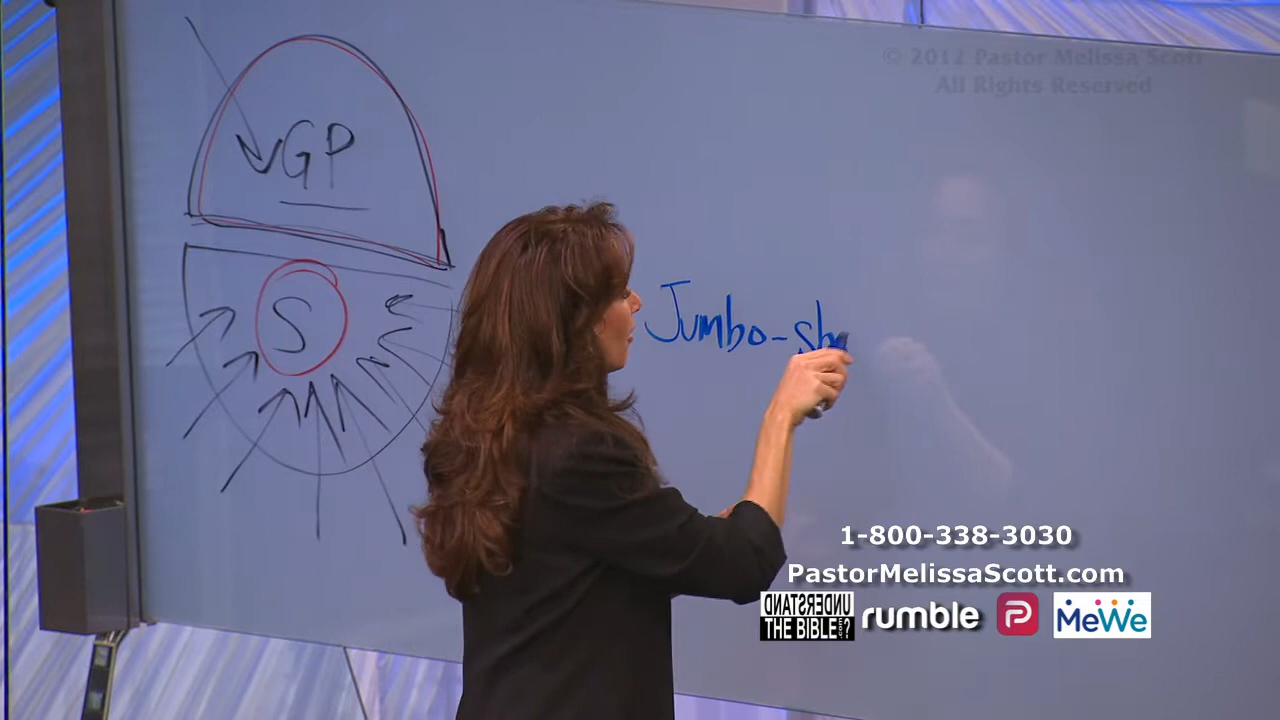 © 2012 Pastor Melissa Scott
All Rights Reserved
GP
S
Jumbo-sh
1-800-338-3030
PastorMelissaScott.com
UNDERSTAND
THE BIBLE?
rumble
MeWe